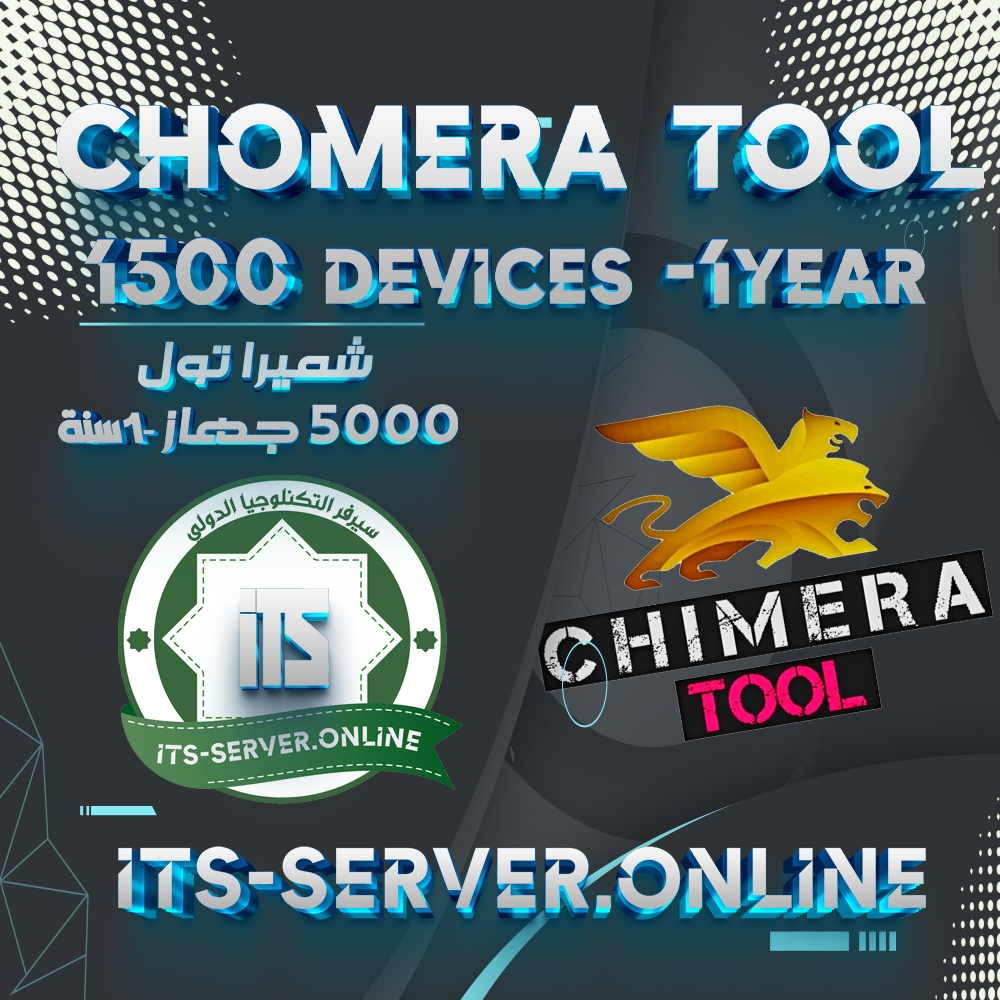 CHOMERA TOOL
1500 DEVICES -1YEAR
شميرا تول
5000 جهاز -1سنة
سيرفر التكنلوجيا الدولي
iTS
iTS-SERVER.ONLiNE
CHIMERA
TOOL
iTS-SERVER.ONLiNE